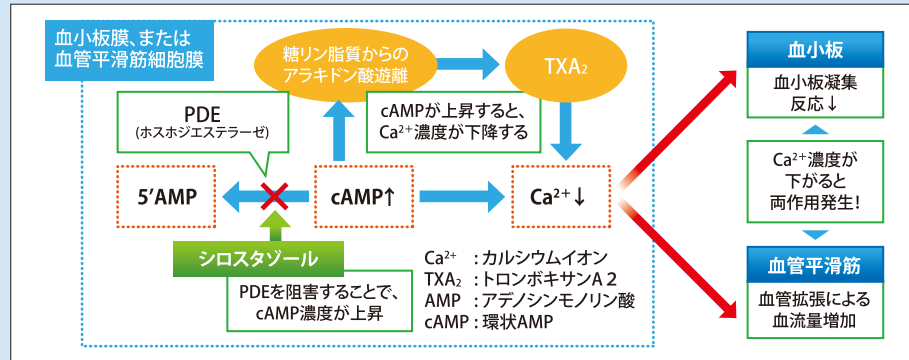 血小板膜、または
血管平滑筋細胞膜
糖リン脂質からの
アラキドン酸遊離
TXA₂
PDE
(ホスホジエステラーゼ)
cAMPが上昇すると、
Ca²⁺濃度が下降する
5'AMP
cAMP↑
Ca²⁺↓
シロスタゾール
PDEを阻害することで、
cAMP濃度が上昇
Ca²⁺ :カルシウムイオン
TXA₂ :トロンボキサンA2
AMP :アデノシンモノリン酸
cAMP :環状AMP
血小板
血小板凝集
反応↓
Ca²⁺濃度が
下がると
両作用発生!
血管平滑筋
血管拡張による
血流量増加